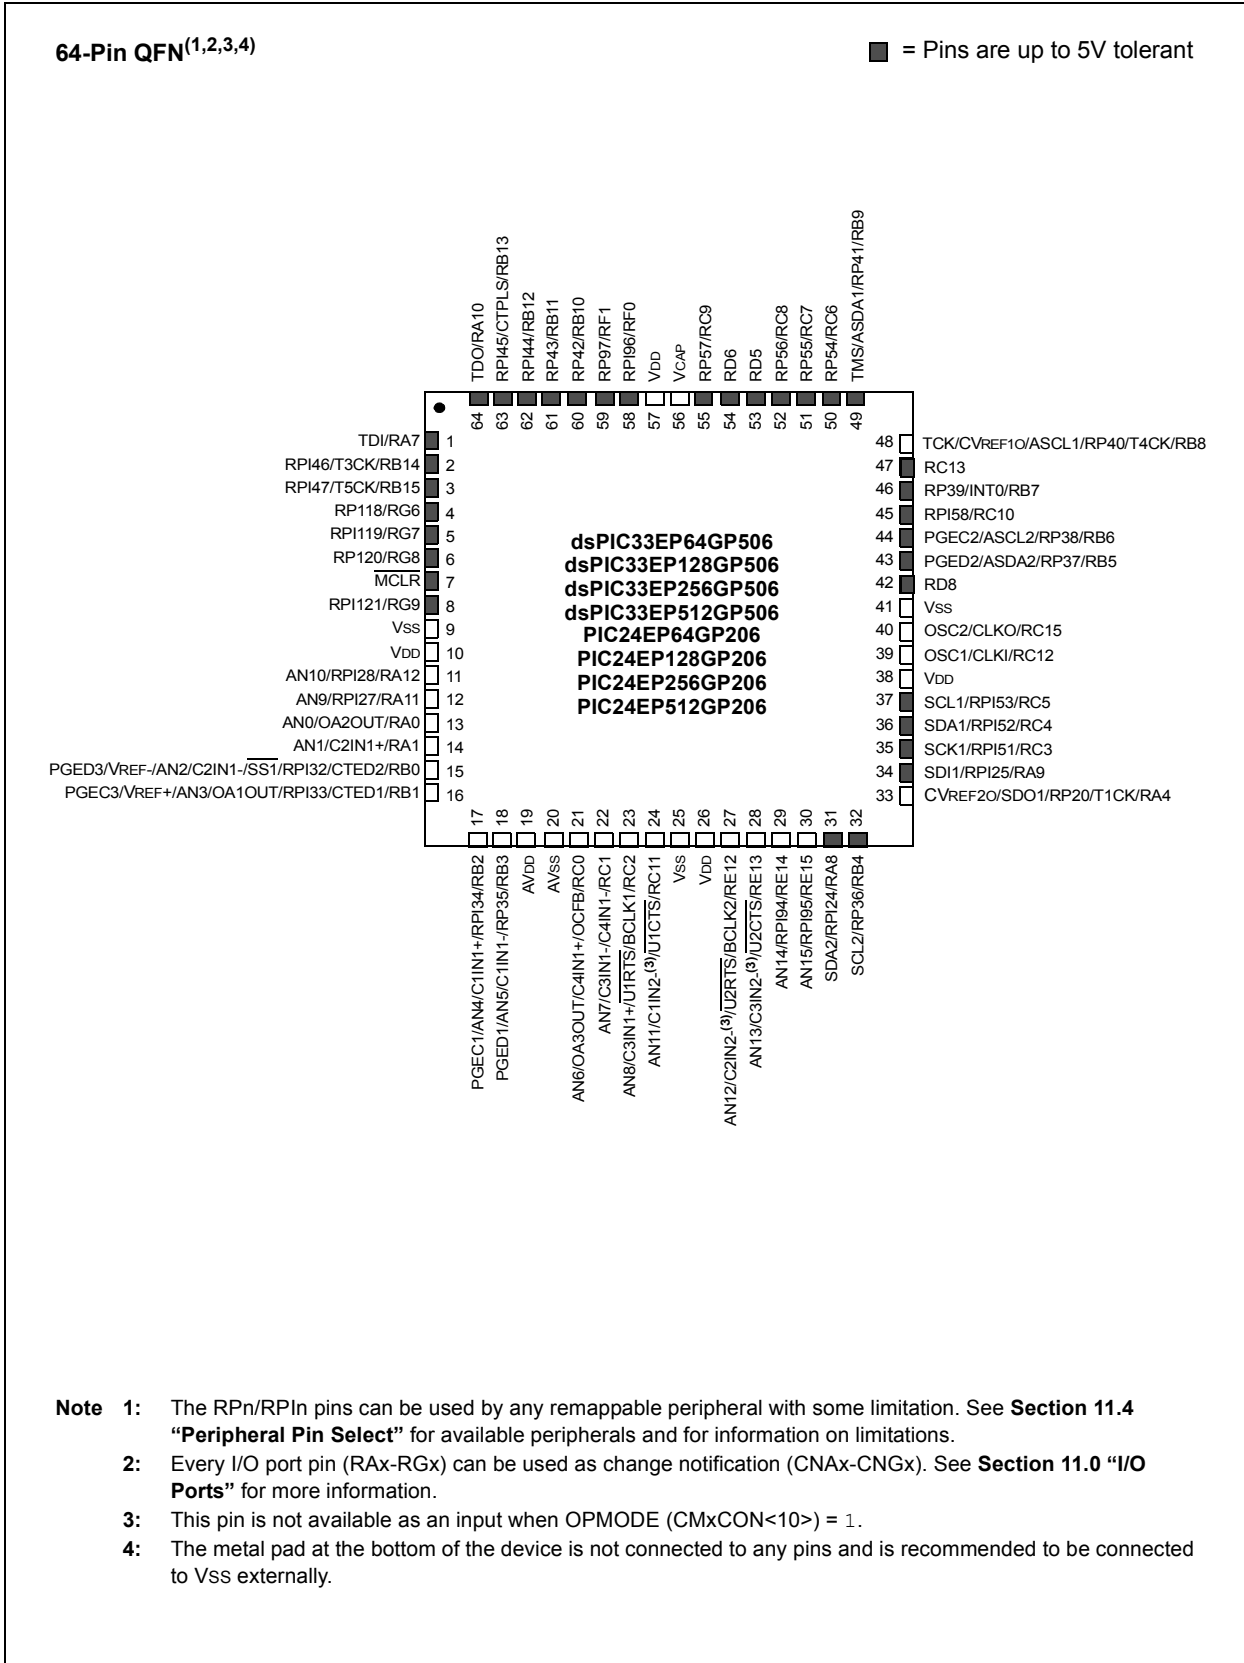 64-Pin QFN(1,2,3,4)
= Pins are up to 5V tolerant
TDO/RA10
RPI45/CTPLS/RB13
RPI44/RB12
RP43/RB11
RP42/RB10
RP97/RF1
RPI96/RF0
VDD
VCAP
RP57/RC9
RD6
RD5
RP56/RC8
RP55/RC7
RP54/RC6
TMS/ASDA1/RP41/RB9
64 63 62 61 60 59 58 57 56 55 54 53 52 51 50 49
TDI/RA7 1
RPI46/T3CK/RB14 2
RPI47/T5CK/RB15 3
RP118/RG6 4
RPI119/RG7 5
RP120/RG8 6
MCLR 7
RPI121/RG9 8
VSS 9
VDD 10
AN10/RPI28/RA12 11
AN9/RPI27/RA11 12
AN0/OA2OUT/RA0 13
AN1/C2IN1+/RA1 14
PGED3/VREF-/AN2/C2IN1-/SS1/RPI32/CTED2/RB0 15
PGEC3/VREF+/AN3/OA1OUT/RPI33/CTED1/RB1 16
dsPIC33EP64GP506
dsPIC33EP128GP506
dsPIC33EP256GP506
dsPIC33EP512GP506
PIC24EP64GP206
PIC24EP128GP206
PIC24EP256GP206
PIC24EP512GP206
48 TCK/CVREF1O/ASCL1/RP40/T4CK/RB8
47 RC13
46 RP39/INT0/RB7
45 RPI58/RC10
44 PGEC2/ASCL2/RP38/RB6
43 PGED2/ASDA2/RP37/RB5
42 RD8
41 VSS
40 OSC2/CLKO/RC15
39 OSC1/CLKI/RC12
38 VDD
37 SCL1/RPI53/RC5
36 SDA1/RPI52/RC4
35 SCK1/RPI51/RC3
34 SDI1/RPI25/RA9
33 CVREF2O/SDO1/RP20/T1CK/RA4
17 18 19 20 21 22 23 24 25 26 27 28 29 30 31 32
PGEC1/AN4/C1IN1+/RPI34/RB2
PGED1/AN5/C1IN1-/RP35/RB3
AVDD
AVSS
AN6/OA3OUT/C4IN1+/OCFB/RC0
AN7/C3IN1-/C4IN1-/RC1
AN8/C3IN1+/U1RTS/BCLK1/RC2
AN11/C1IN2-(3)/U1CTS/RC11
VSS
VDD
AN12/C2IN2-(3)/U2RTS/BCLK2/RE12
AN13/C3IN2-(3)/U2CTS/RE13
AN14/RPI94/RE14
AN15/RPI95/RE15
SDA2/RPI24/RA8
SCL2/RP36/RB4
Note 1: The RPn/RPIn pins can be used by any remappable peripheral with some limitation. See Section 11.4
“Peripheral Pin Select” for available peripherals and for information on limitations.
2: Every I/O port pin (RAx-RGx) can be used as change notification (CNAx-CNGx). See Section 11.0 “I/O
Ports” for more information.
3: This pin is not available as an input when OPMODE (CMxCON<10>) = 1.
4: The metal pad at the bottom of the device is not connected to any pins and is recommended to be connected
to VSS externally.